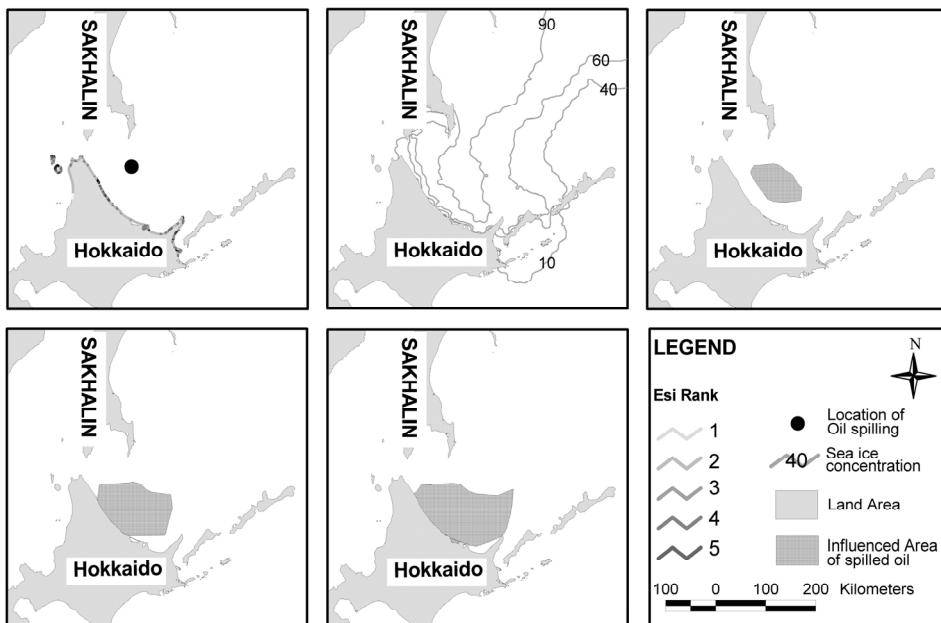 SAKHALIN
Hokkaido
SAKHALIN
90
60
40
10
Hokkaido
SAKHALIN
Hokkaido
SAKHALIN
Hokkaido
SAKHALIN
Hokkaido
LEGEND
N
Esi Rank
1
2
3
4
5
Location of
Oil spilling
40 Sea ice
concentration
Land Area
Influenced Area
of spilled oil
100 0 100 200 Kilometers